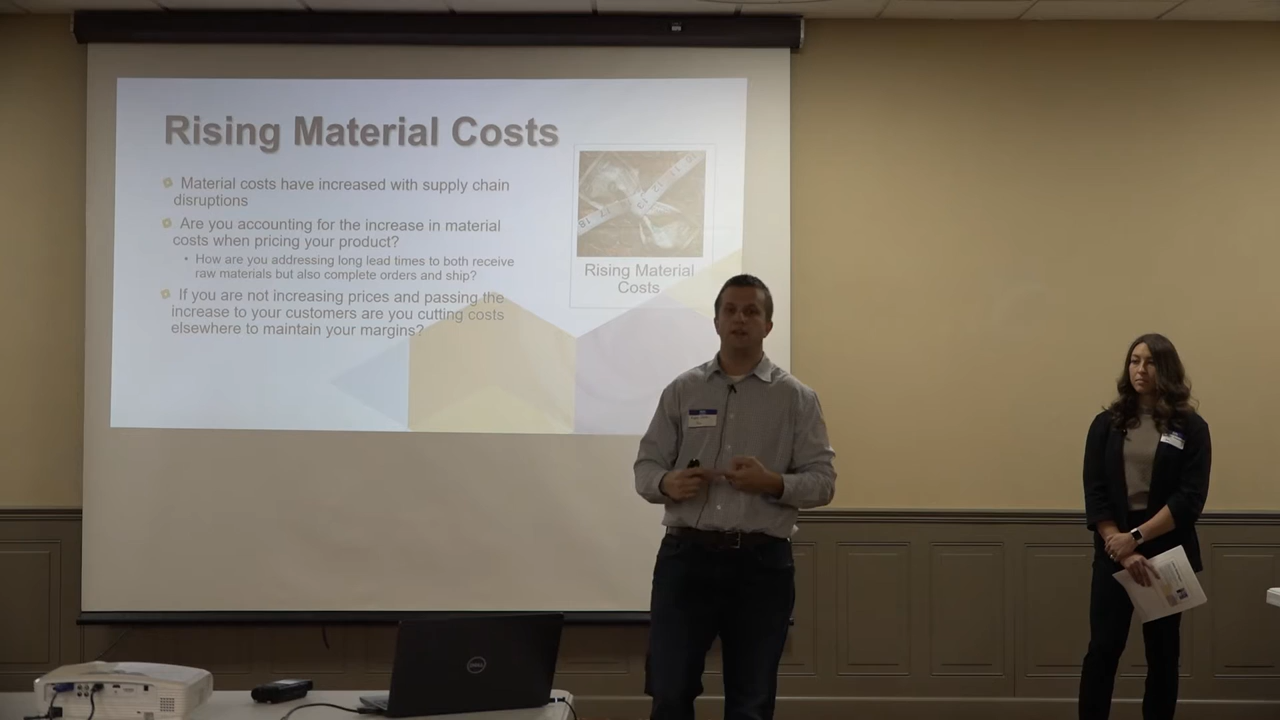 Rising Material Costs
Material costs have increased with supply chain
disruptions
Are you accounting for the increase in material
costs when pricing your product?
How are you addressing long lead times to both receive
raw materials but also complete orders and ship?
If you are not increasing prices and passing the
increase to your customers are you cutting costs
elsewhere to maintain your margins?
Rising Material
Costs
DELL